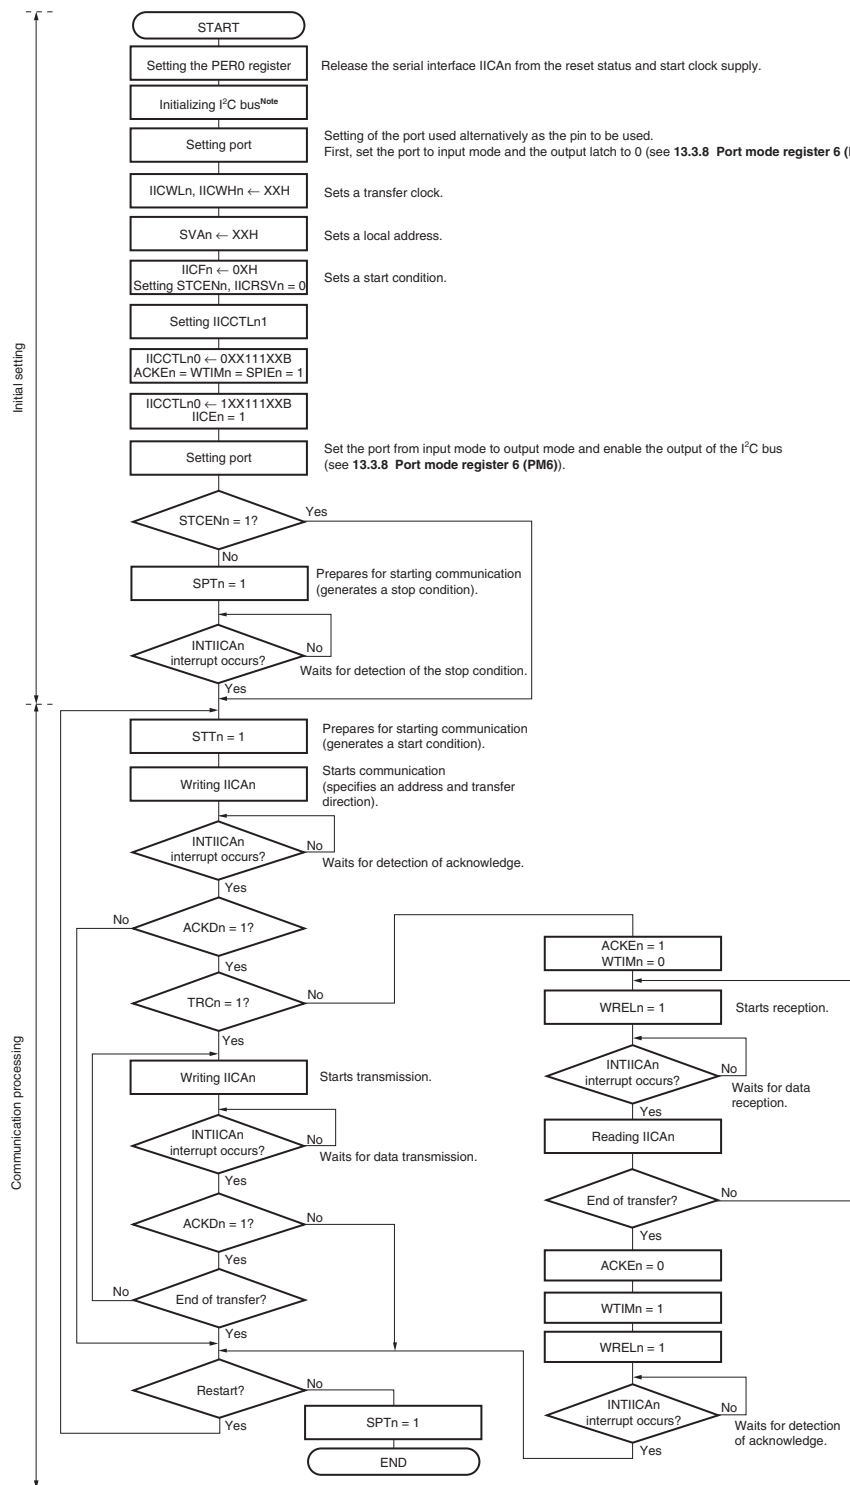 START
Setting the PER0 register
Release the serial interface IICAn from the reset status and start clock supply.
Initializing I²C bus^Note
Setting port
Setting of the port used alternatively as the pin to be used.
First, set the port to input mode and the output latch to 0 (see 13.3.8 Port mode register 6 (
IICWLn, IICWHn ← XXH
Sets a transfer clock.
SVAn ← XXH
Sets a local address.
IICFn ← 0XH
Setting STCENn, IICRSVn = 0
Sets a start condition.
Setting IICCTLn1
IICCTLn0 ← 0XX111XXB
ACKEn = WTIMn = SPIEn = 1
IICCTLn0 ← 1XX111XXB
IICEn = 1
Setting port
Set the port from input mode to output mode and enable the output of the I²C bus
(see 13.3.8 Port mode register 6 (PM6)).
Initial setting
STCENn = 1?
Yes
No
SPTn = 1
Prepares for starting communication
(generates a stop condition).
INTIICAn
interrupt occurs?
No
Waits for detection of the stop condition.
Yes
STTn = 1
Prepares for starting communication
(generates a start condition).
Writing IICAn
Starts communication
(specifies an address and transfer
direction).
INTIICAn
interrupt occurs?
No
Waits for detection of acknowledge.
Yes
No
ACKDn = 1?
Yes
TRCn = 1?
No
Yes
Communication processing
Writing IICAn
Starts transmission.
INTIICAn
interrupt occurs?
No
Waits for data transmission.
Yes
ACKDn = 1?
No
Yes
No
End of transfer?
Yes
Restart?
No
Yes
SPTn = 1
END
ACKEn = 1
WTIMn = 0
WRELn = 1
Starts reception.
INTIICAn
interrupt occurs?
No
Waits for data
reception.
Yes
Reading IICAn
End of transfer?
No
Yes
ACKEn = 0
WTIMn = 1
WRELn = 1
INTIICAn
interrupt occurs?
No
Waits for detection
of acknowledge.
Yes